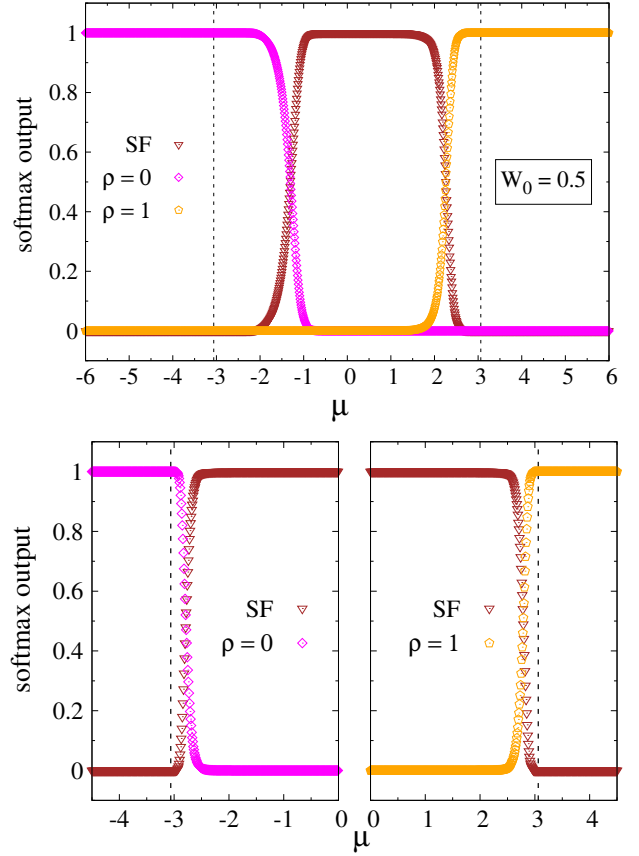 softmax output
1
0.8
0.6
0.4
0.2
0
SF
ρ = 0
ρ = 1
W_0 = 0.5
-6 -5 -4 -3 -2 -1 0 1 2 3 4 5 6
μ
softmax output
1
0.8
0.6
0.4
0.2
0
SF
ρ = 0
SF
ρ = 1
-4 -3 -2 -1 0 0 1 2 3 4
μ